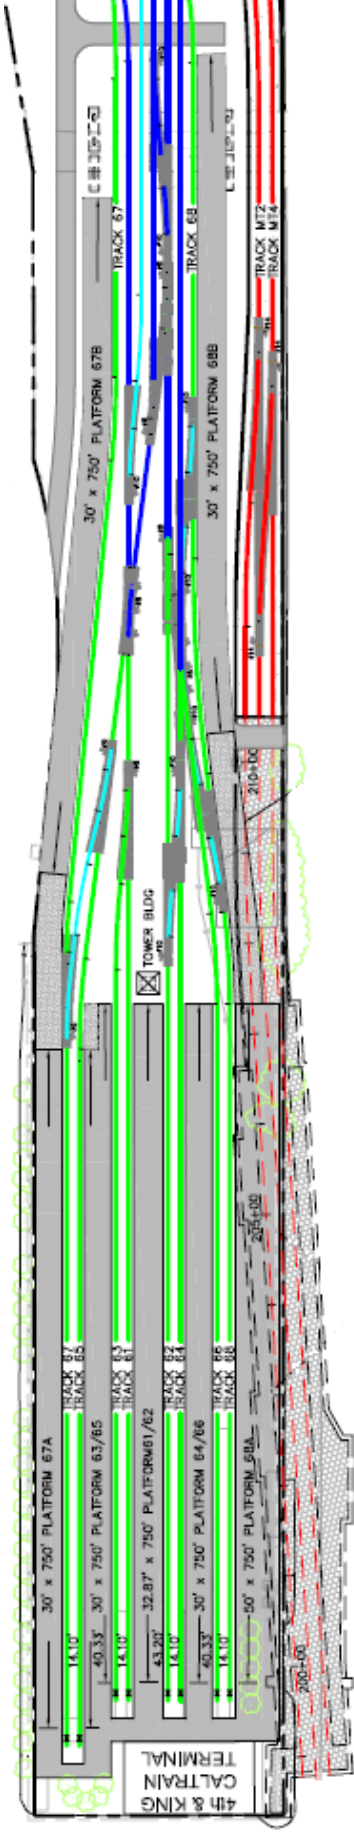 TRACK 67
TRACK 68
TRACK MT2
TRACK MT4
30' x 750' PLATFORM 67B
30' x 750' PLATFORM 68B
210+00
TOWER BLDG
205+00
TRACK 67
TRACK 65
TRACK 63
TRACK 61
TRACK 62
TRACK 64
TRACK 66
TRACK 68
30' x 750' PLATFORM 67A
30' x 750' PLATFORM 63/65
32.87' x 750' PLATFORM61/62
30' x 750' PLATFORM 64/66
50' x 750' PLATFORM 68A
14.10'
40.33'
14.10'
43.20'
14.10'
40.33'
14.10'
200+00
4th & KING
CALTRAIN
TERMINAL